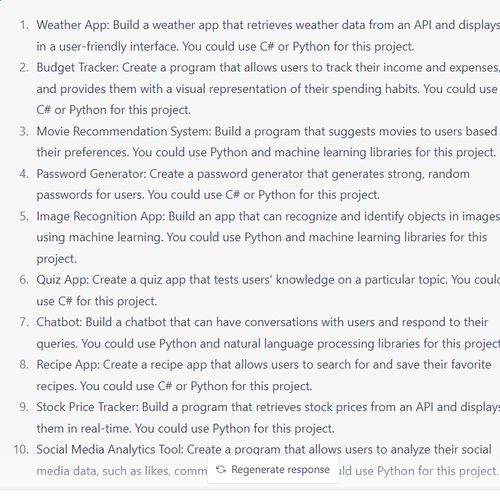 1. Weather App: Build a weather app that retrieves weather data from an API and displays
in a user-friendly interface. You could use C# or Python for this project.
2. Budget Tracker: Create a program that allows users to track their income and expenses,
and provides them with a visual representation of their spending habits. You could use
C# or Python for this project.
3. Movie Recommendation System: Build a program that suggests movies to users based
their preferences. You could use Python and machine learning libraries for this project.
4. Password Generator: Create a password generator that generates strong, random
passwords for users. You could use C# or Python for this project.
5. Image Recognition App: Build an app that can recognize and identify objects in images
using machine learning. You could use Python and machine learning libraries for this
project.
6. Quiz App: Create a quiz app that tests users' knowledge on a particular topic. You could
use C# for this project.
7. Chatbot: Build a chatbot that can have conversations with users and respond to their
queries. You could use Python and natural language processing libraries for this project
8. Recipe App: Create a recipe app that allows users to search for and save their favorite
recipes. You could use C# or Python for this project.
9. Stock Price Tracker: Build a program that retrieves stock prices from an API and displays
them in real-time. You could use Python for this project.
10. Social Media Analytics Tool: Create a program that allows users to analyze their social
media data, such as likes, comm uld use Python for this project.
Regenerate response